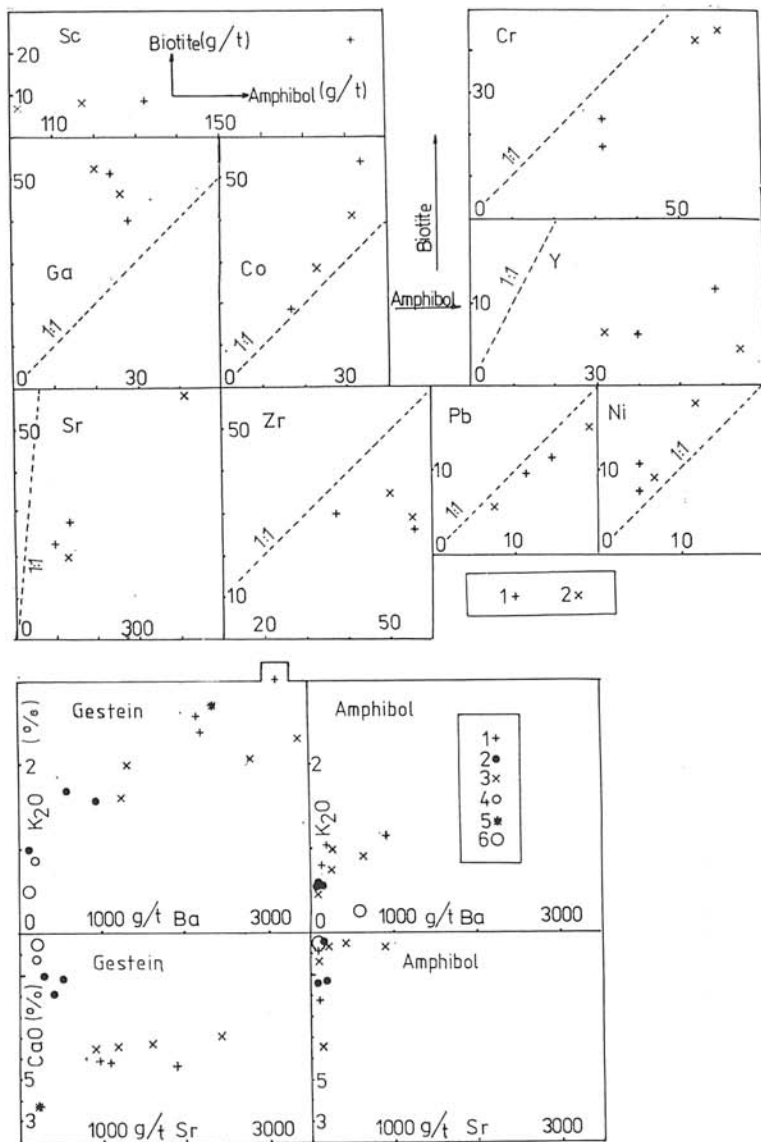 Sc
20
10
Biotite(g/t)
Amphibol(g/t)
110
150
Cr
30
1:1
0
50
50
Ga
1:1
0
30
50
Co
1:1
0
30
Biotite
Amphibol
1:1
Y
10
0
30
Sr
50
1:1
0
300
Zr
50
1:1
10
20
50
Pb
10
1:1
0
10
Ni
10
1:1
0
10
1+ 2×
Gestein
K2O (%)
2
0
1000 g/t Ba
3000
Amphibol
K2O
2
0
1000 g/t Ba
3000
1+
2●
3×
4○
5*
6○
Gestein
CaO(%)
5
3
1000 g/t Sr
3000
Amphibol
5
3
1000 g/t Sr
3000